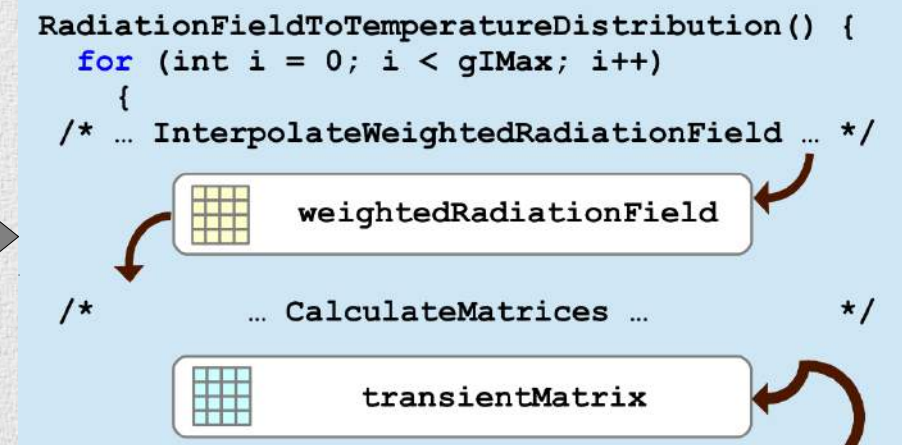 RadiationFieldToTemperatureDistribution() {
for (int i = 0; i < gIMax; i++)
{
/* … InterpolateWeightedRadiationField … */
weightedRadiationField
/* … CalculateMatrices … */
transientMatrix